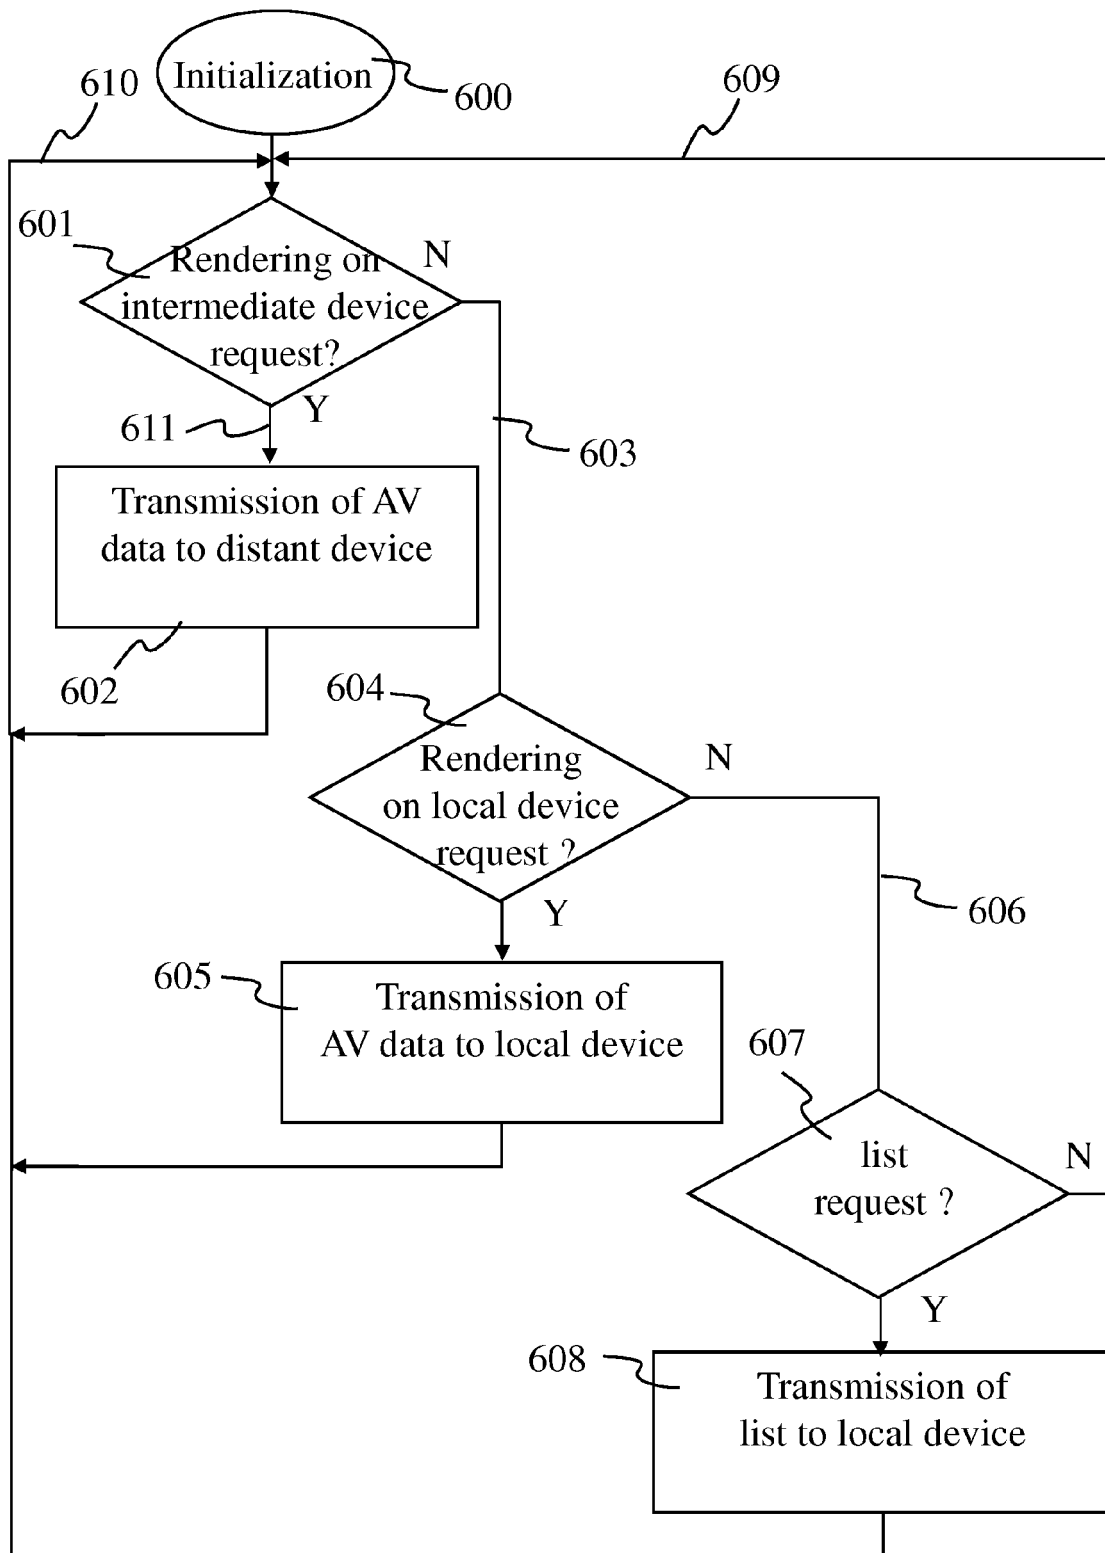 Initialization
600
610
609
601
Rendering on
intermediate device
request?
N
Y
611
603
Transmission of AV
data to distant device
602
604
Rendering
on local device
request ?
N
Y
606
605
Transmission of
AV data to local device
607
list
request ?
N
Y
608
Transmission of
list to local device